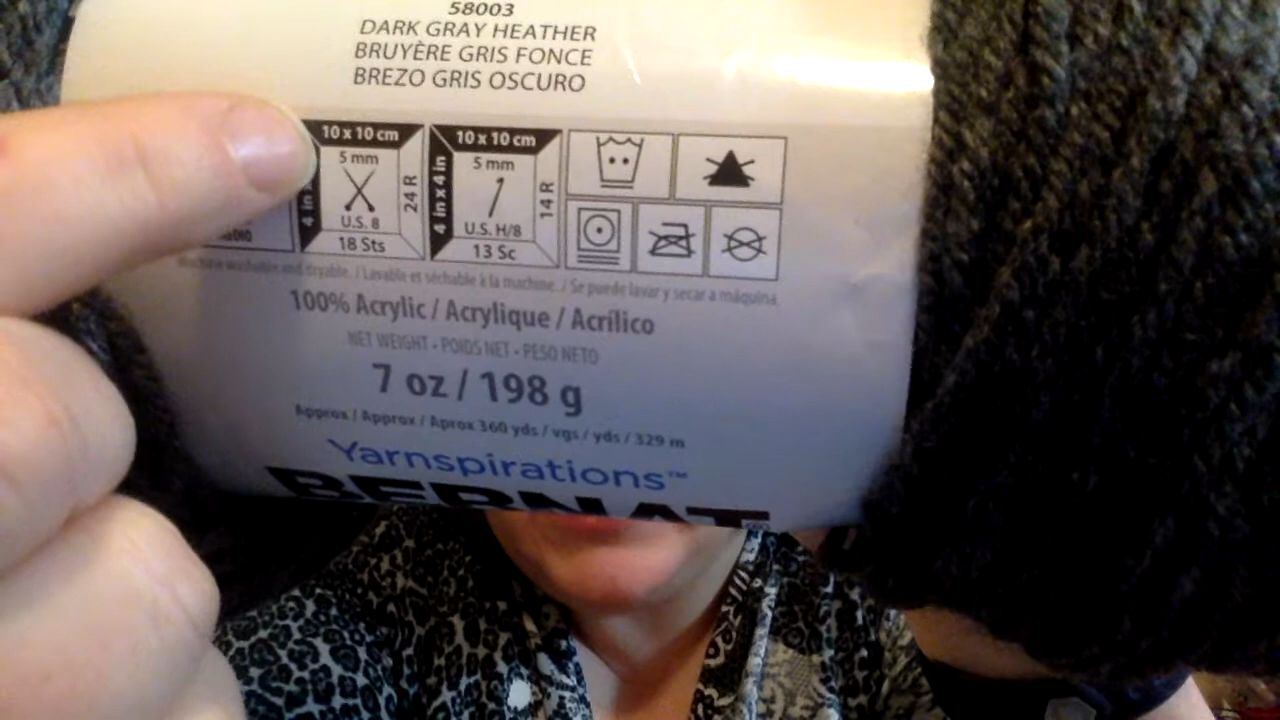 58003
DARK GRAY HEATHER
BRUYÈRE GRIS FONCE
BREZO GRIS OSCURO
10 x 10 cm
4 in
5 mm
24 R
U.S. 8
18 Sts
10 x 10 cm
4 in x 4 in
5 mm
14 R
U.S. H/8
13 Sc
Machine washable and dryable. / Lavable et séchable à la machine. / Se puede lavar y secar a máquina.
100% Acrylic / Acrylique / Acrílico
NET WEIGHT • POIDS NET • PESO NETO
7 oz / 198 g
Approx / Approx / Aprox 360 yds / vgs / yds / 329 m
Yarnspirations™
BERNAT